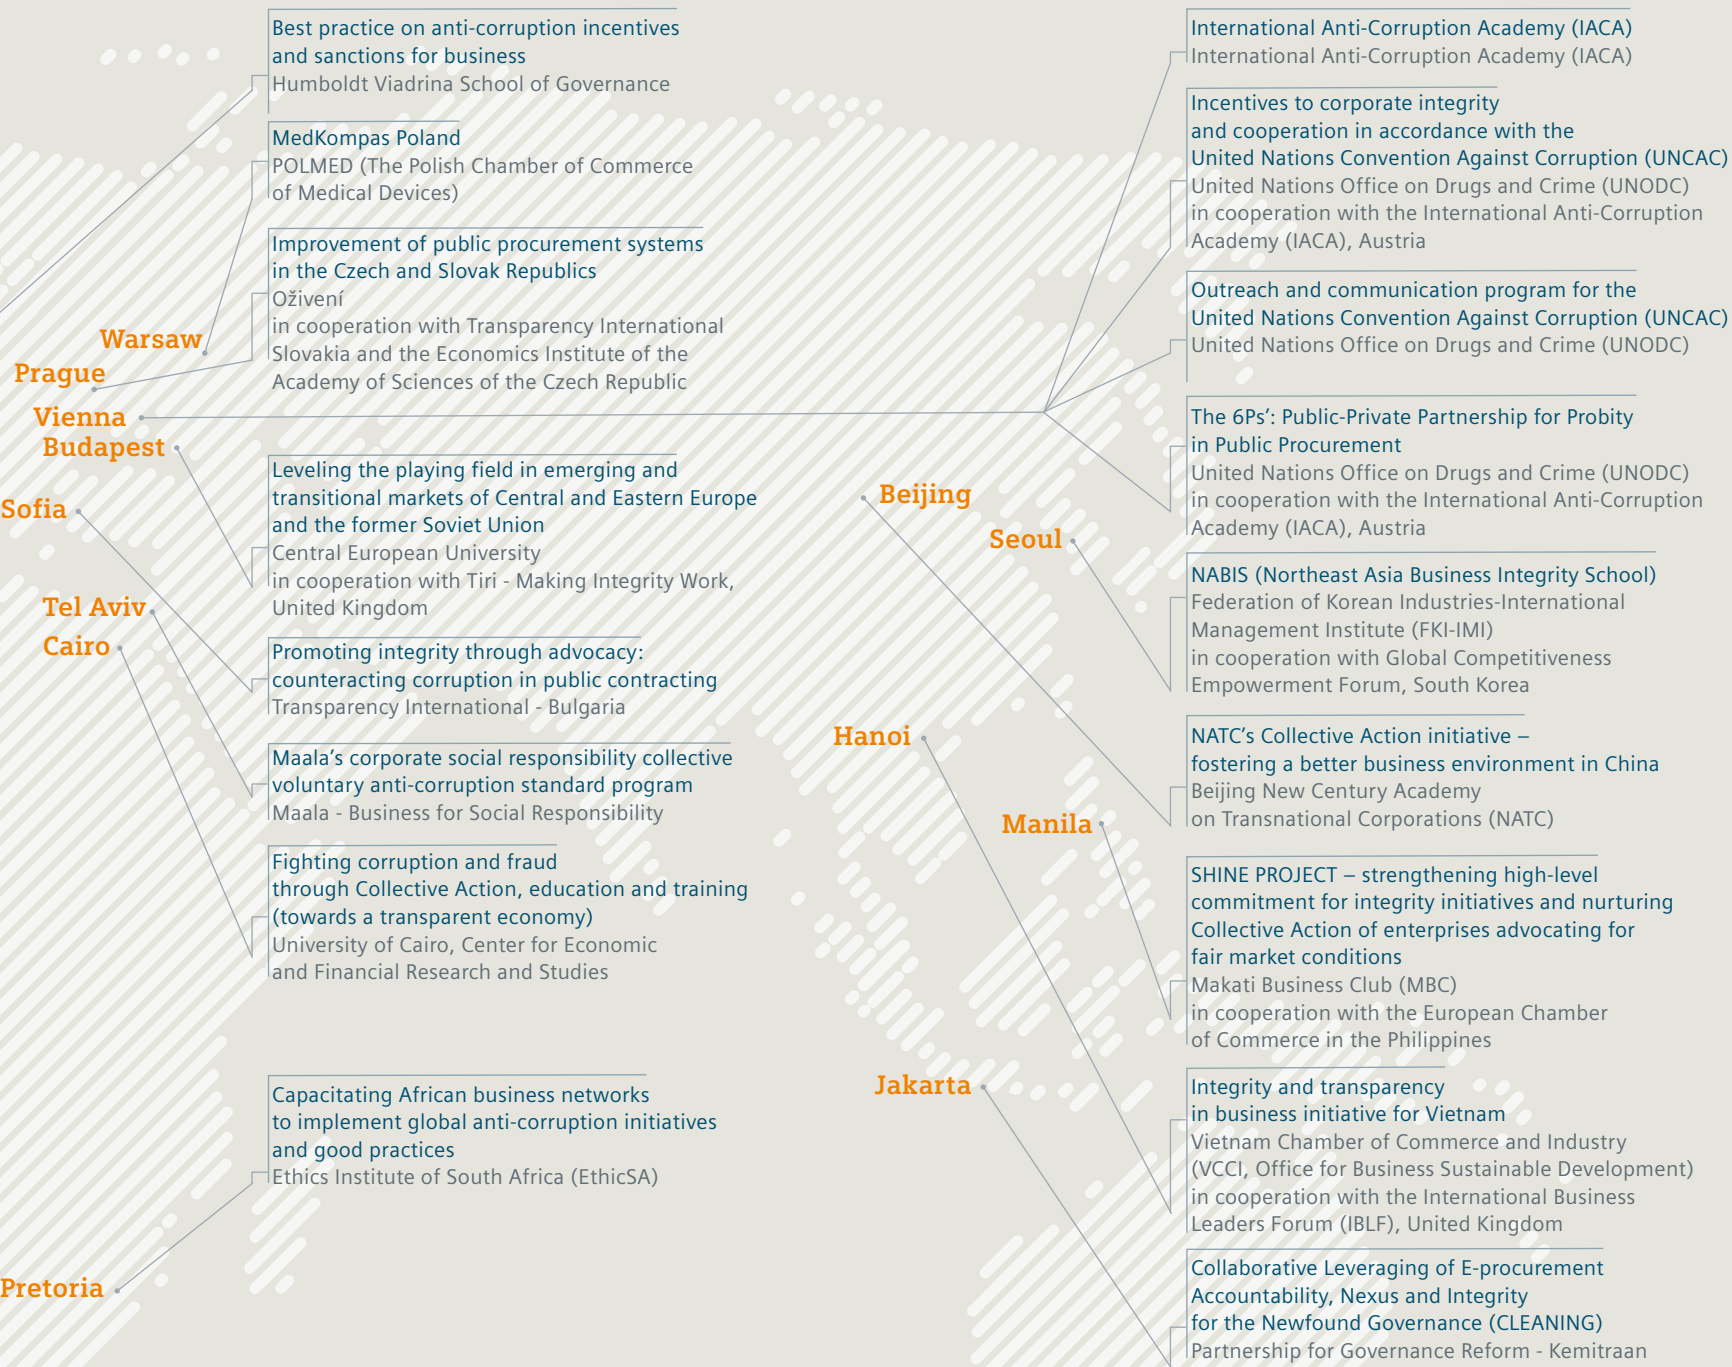 Best practice on anti-corruption incentives
and sanctions for business
Humboldt Viadrina School of Governance
MedKompas Poland
POLMED (The Polish Chamber of Commerce
of Medical Devices)
Improvement of public procurement systems
in the Czech and Slovak Republics
Oživení
in cooperation with Transparency International
Slovakia and the Economics Institute of the
Academy of Sciences of the Czech Republic
Warsaw
Prague
Vienna
Budapest
Sofia
Tel Aviv
Cairo
Pretoria
Leveling the playing field in emerging and
transitional markets of Central and Eastern Europe
and the former Soviet Union
Central European University
in cooperation with Tiri - Making Integrity Work,
United Kingdom
Promoting integrity through advocacy:
counteracting corruption in public contracting
Transparency International - Bulgaria
Maala's corporate social responsibility collective
voluntary anti-corruption standard program
Maala - Business for Social Responsibility
Fighting corruption and fraud
through Collective Action, education and training
(towards a transparent economy)
University of Cairo, Center for Economic
and Financial Research and Studies
Capacitating African business networks
to implement global anti-corruption initiatives
and good practices
Ethics Institute of South Africa (EthicSA)
Beijing
Seoul
Hanoi
Manila
Jakarta
International Anti-Corruption Academy (IACA)
International Anti-Corruption Academy (IACA)
Incentives to corporate integrity
and cooperation in accordance with the
United Nations Convention Against Corruption (UNCAC)
United Nations Office on Drugs and Crime (UNODC)
in cooperation with the International Anti-Corruption
Academy (IACA), Austria
Outreach and communication program for the
United Nations Convention Against Corruption (UNCAC)
United Nations Office on Drugs and Crime (UNODC)
The 6Ps': Public-Private Partnership for Probity
in Public Procurement
United Nations Office on Drugs and Crime (UNODC)
in cooperation with the International Anti-Corruption
Academy (IACA), Austria
NABIS (Northeast Asia Business Integrity School)
Federation of Korean Industries-International
Management Institute (FKI-IMI)
in cooperation with Global Competitiveness
Empowerment Forum, South Korea
NATC's Collective Action initiative –
fostering a better business environment in China
Beijing New Century Academy
on Transnational Corporations (NATC)
SHINE PROJECT – strengthening high-level
commitment for integrity initiatives and nurturing
Collective Action of enterprises advocating for
fair market conditions
Makati Business Club (MBC)
in cooperation with the European Chamber
of Commerce in the Philippines
Integrity and transparency
in business initiative for Vietnam
Vietnam Chamber of Commerce and Industry
(VCCI, Office for Business Sustainable Development)
in cooperation with the International Business
Leaders Forum (IBLF), United Kingdom
Collaborative Leveraging of E-procurement
Accountability, Nexus and Integrity
for the Newfound Governance (CLEANING)
Partnership for Governance Reform - Kemitraan